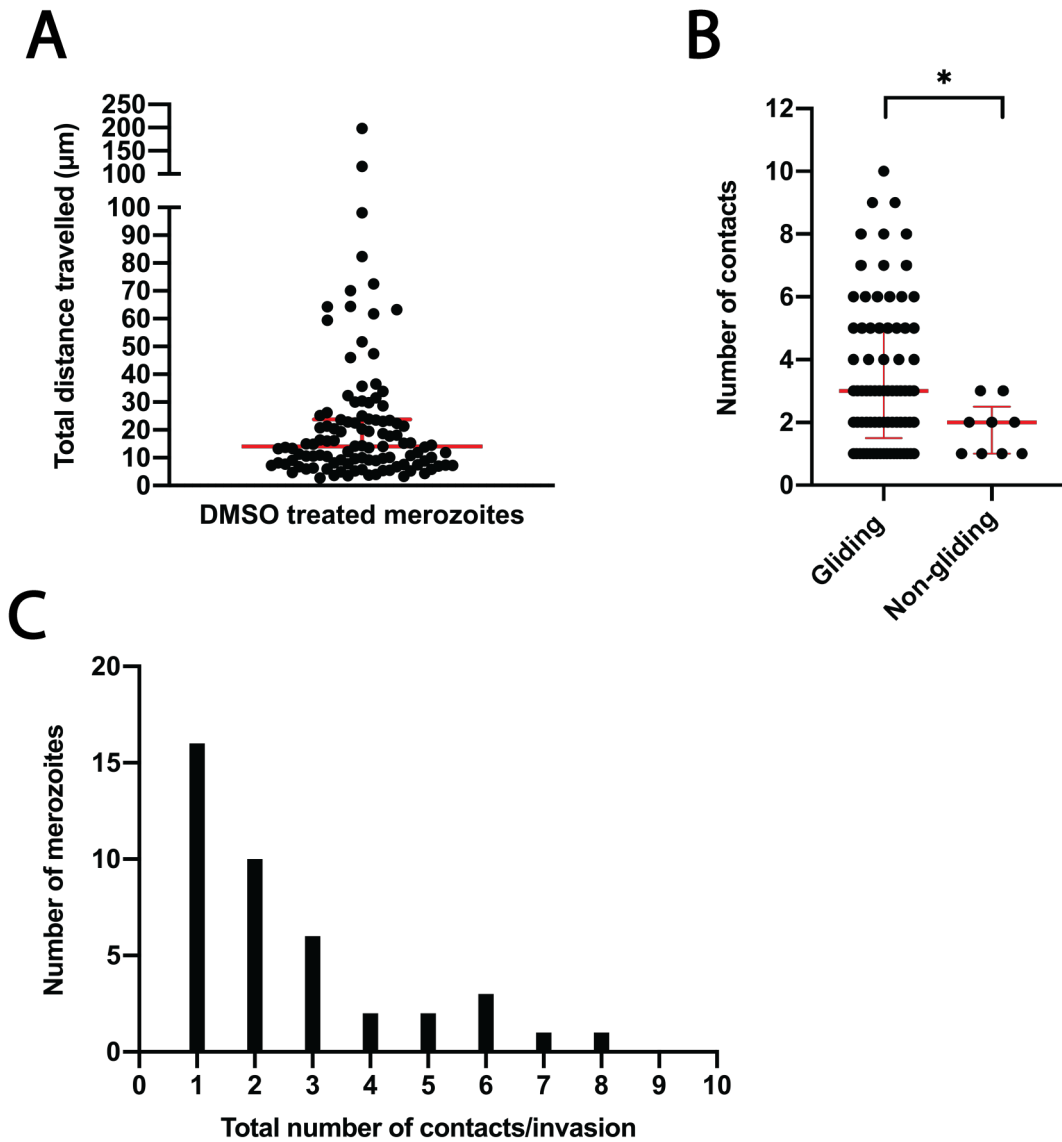 A
Total distance travelled (μm)
250
200
150
100
100
90
80
70
60
50
40
30
20
10
0
DMSO treated merozoites
B
*
Number of contacts
12
10
8
6
4
2
0
Gliding
Non-gliding
C
Number of merozoites
20
15
10
5
0
0 1 2 3 4 5 6 7 8 9 10
Total number of contacts/invasion